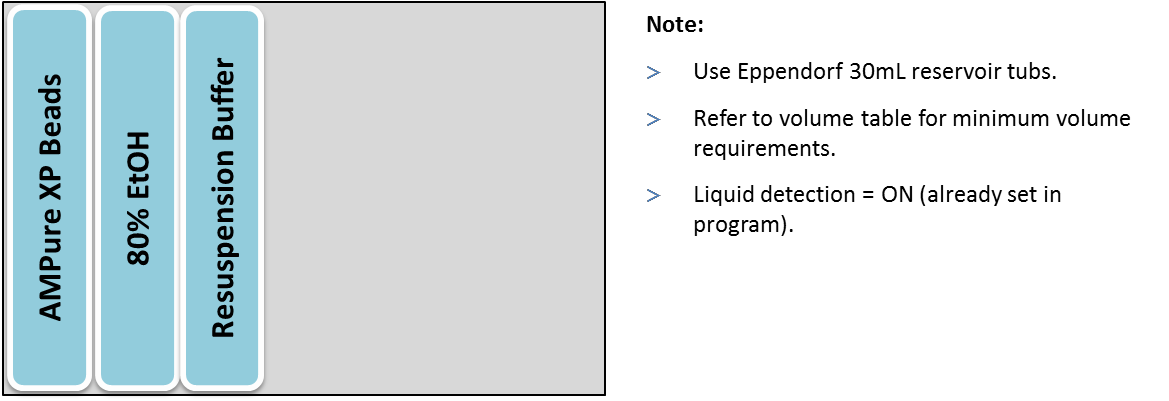 AMPure XP Beads
80% EtOH
Resuspension Buffer
Note:
> Use Eppendorf 30mL reservoir tubs.
> Refer to volume table for minimum volume
requirements.
> Liquid detection = ON (already set in
program).